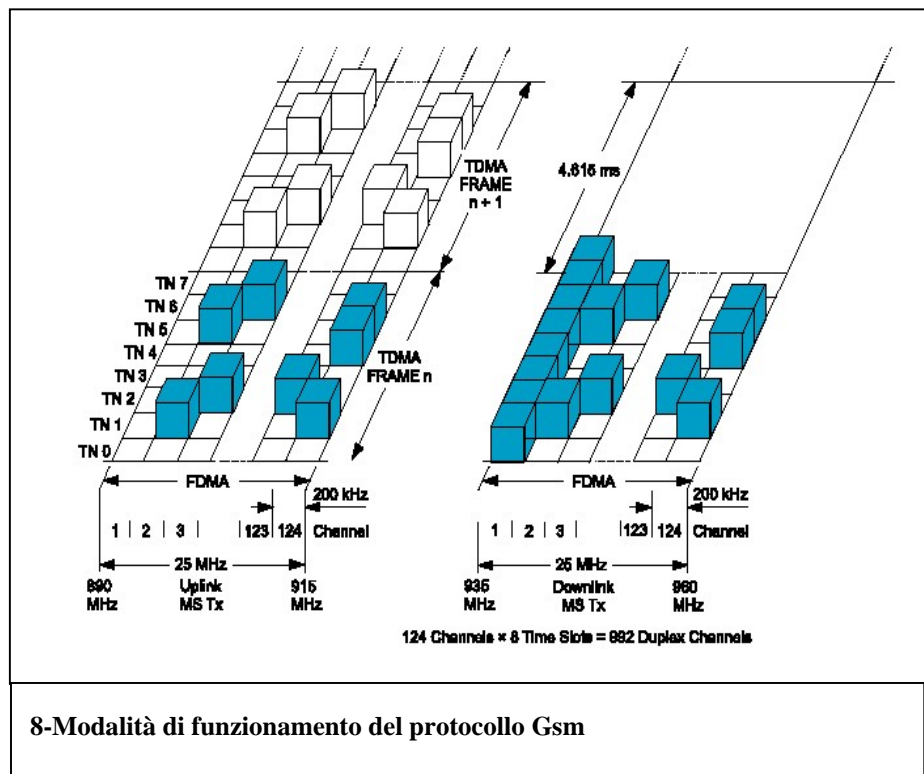 TDMA
FRAME
n + 1
4.615 ms
TN 7
TN 6
TN 5
TN 4
TN 3
TN 2
TN 1
TN 0
TDMA
FRAME n
FDMA
200 kHz
1 2 3 123 124 Channel
25 MHz
890
MHz
Uplink
MS Tx
915
MHz
FDMA
200 kHz
1 2 3 123 124 Channel
25 MHz
935
MHz
Downlink
MS Tx
960
MHz
124 Channels × 8 Time Slots = 992 Duplex Channels
8-Modalità di funzionamento del protocollo Gsm